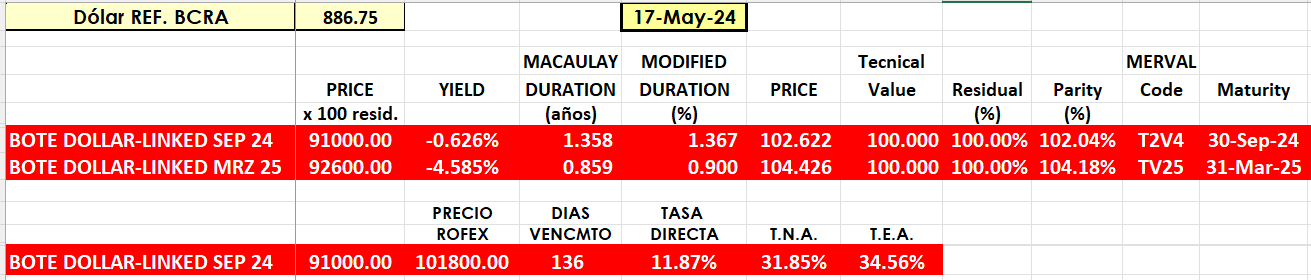 Dólar REF. BCRA 886.75 17-May-24
MACAULAY MODIFIED Tecnical MERVAL
PRICE YIELD DURATION DURATION PRICE Value Residual Parity Code Maturity
x 100 resid. (años) (%) (%) (%)
BOTE DOLLAR-LINKED SEP 24 91000.00 -0.626% 1.358 1.367 102.622 100.000 100.00% 102.04% T2V4 30-Sep-24
BOTE DOLLAR-LINKED MRZ 25 92600.00 -4.585% 0.859 0.900 104.426 100.000 100.00% 104.18% TV25 31-Mar-25
PRECIO DIAS TASA
ROFEX VENCMTO DIRECTA T.N.A. T.E.A.
BOTE DOLLAR-LINKED SEP 24 91000.00 101800.00 136 11.87% 31.85% 34.56%